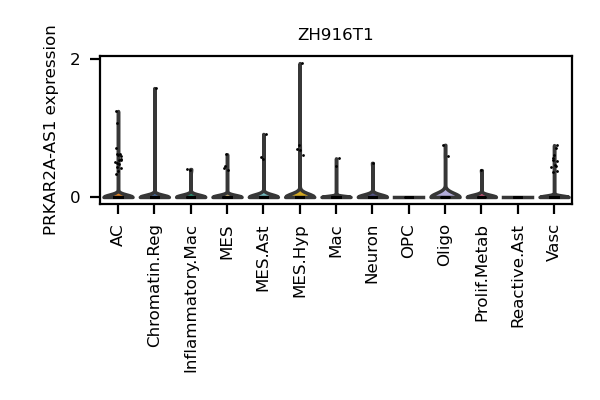 ZH916T1
PRKAR2A-AS1 expression
2
0
AC
Chromatin.Reg
Inflammatory.Mac
MES
MES.Ast
MES.Hyp
Mac
Neuron
OPC
Oligo
Prolif.Metab
Reactive.Ast
Vasc